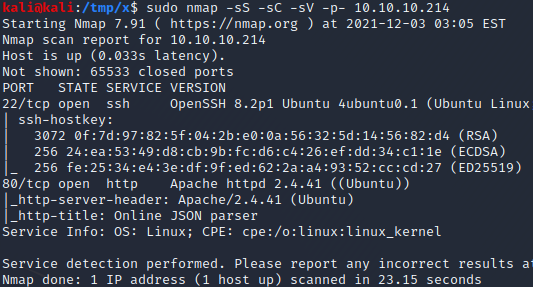 kali@kali:/tmp/x$ sudo nmap -sS -sC -sV -p- 10.10.10.214
Starting Nmap 7.91 ( https://nmap.org ) at 2021-12-03 03:05 EST
Nmap scan report for 10.10.10.214
Host is up (0.033s latency).
Not shown: 65533 closed ports
PORT   STATE SERVICE VERSION
22/tcp open  ssh     OpenSSH 8.2p1 Ubuntu 4ubuntu0.1 (Ubuntu Linux
| ssh-hostkey:
|   3072 0f:7d:97:82:5f:04:2b:e0:0a:56:32:5d:14:56:82:d4 (RSA)
|   256 24:ea:53:49:d8:cb:9b:fc:d6:c4:26:ef:dd:34:c1:1e (ECDSA)
|_  256 fe:25:34:e4:3e:df:9f:ed:62:2a:a4:93:52:cc:cd:27 (ED25519)
80/tcp open  http    Apache httpd 2.4.41 ((Ubuntu))
|_http-server-header: Apache/2.4.41 (Ubuntu)
|_http-title: Online JSON parser
Service Info: OS: Linux; CPE: cpe:/o:linux:linux_kernel
Service detection performed. Please report any incorrect results a
Nmap done: 1 IP address (1 host up) scanned in 23.15 seconds